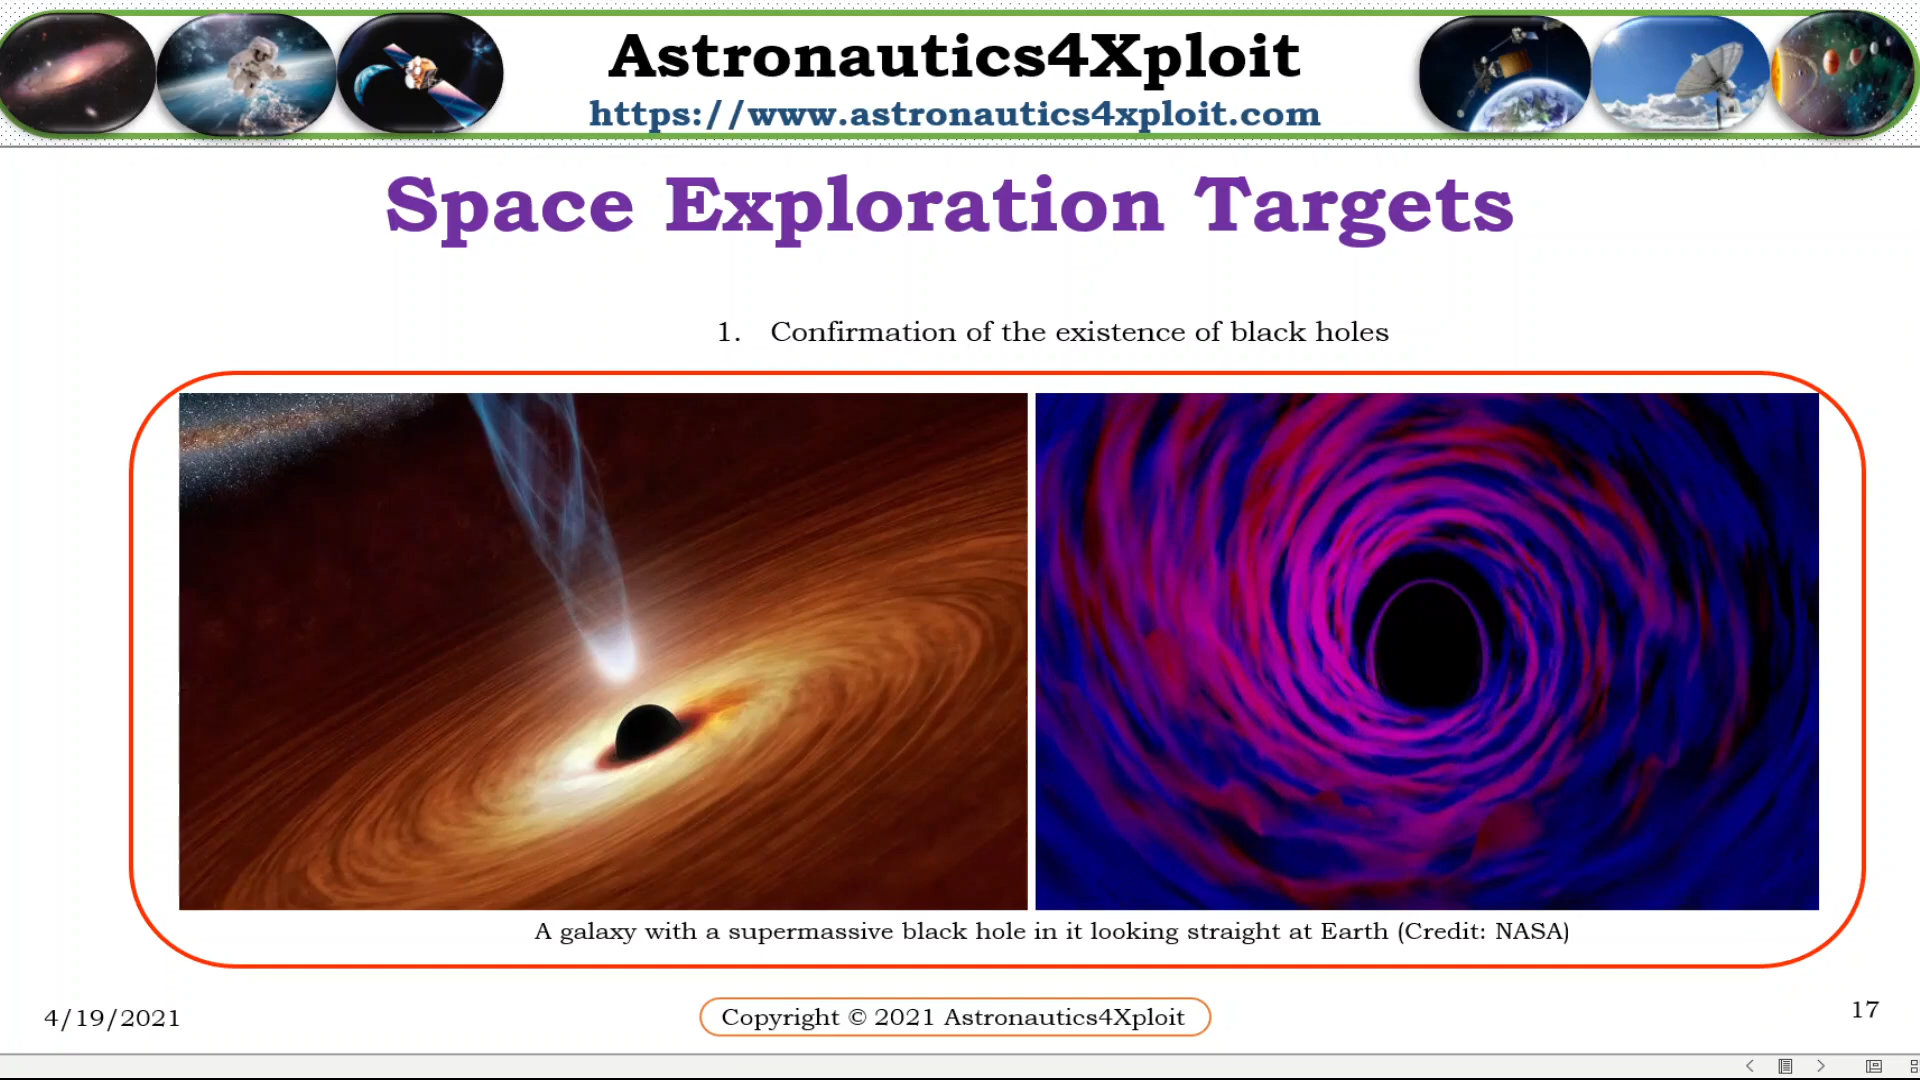 Astronautics4Xploit
https://www.astronautics4xploit.com
Space Exploration Targets
1. Confirmation of the existence of black holes
A galaxy with a supermassive black hole in it looking straight at Earth (Credit: NASA)
4/19/2021
Copyright © 2021 Astronautics4Xploit
17